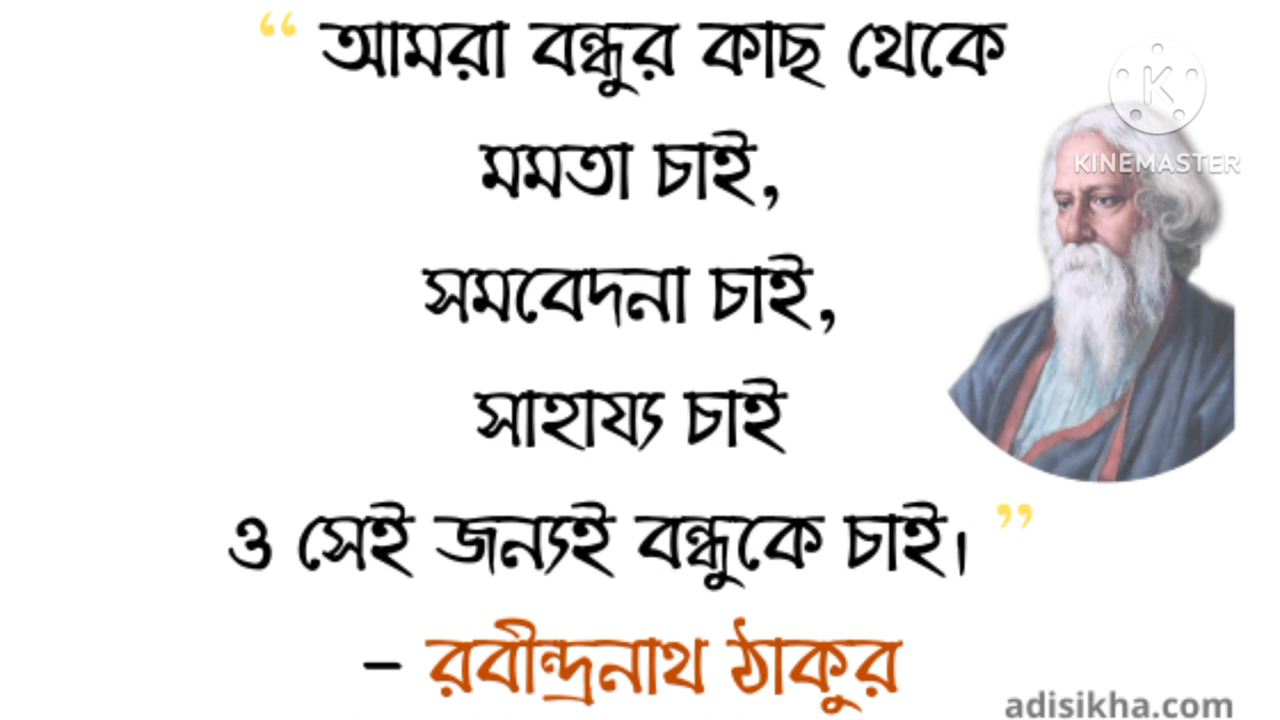 “ আমরা বন্ধুর কাছ থেকে
মমতা চাই,
সমবেদনা চাই,
সাহায্য চাই
ও সেই জন্যই বন্ধুকে চাই। ”
– রবীন্দ্রনাথ ঠাকুর
K
KINEMASTER
adisikha.com